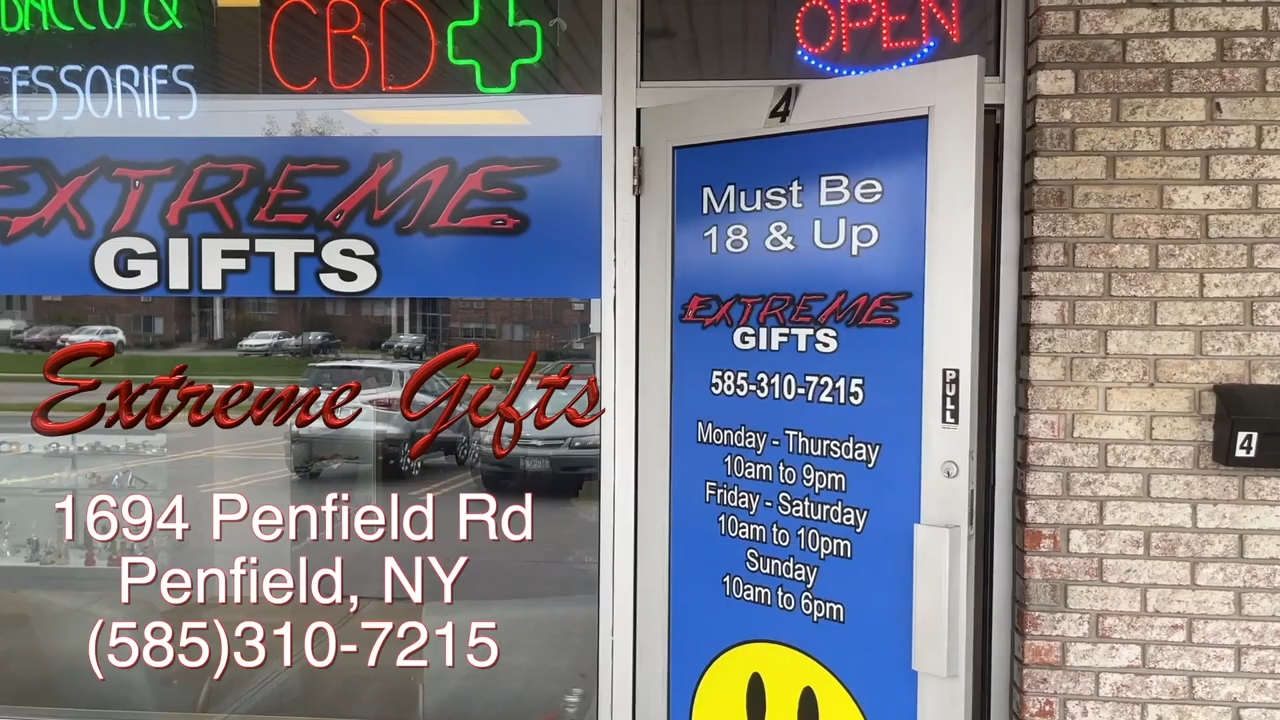 BACCO &
CBD
CESSORIES
OPEN
4
EXTREME
GIFTS
Must Be
18 & Up
EXTREME
GIFTS
585-310-7215
PULL
Monday - Thursday
10am to 9pm
Friday - Saturday
10am to 10pm
Sunday
10am to 6pm
4
Extreme Gifts
1694 Penfield Rd
Penfield, NY
(585)310-7215